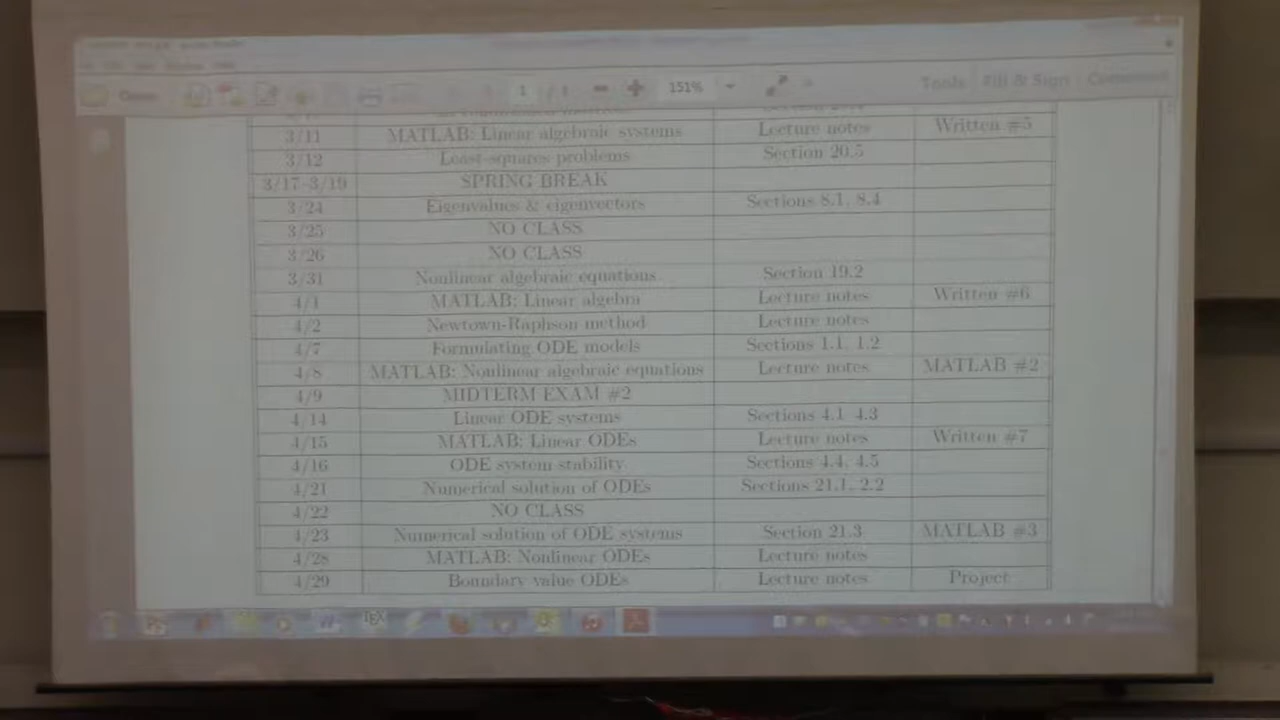 1
151%
Tools Fill & Sign Comment
3/11 MATLAB: Linear algebraic systems Lecture notes Written #5
3/12 Least-squares problems Section 20.5
3/17-3/19 SPRING BREAK
3/24 Eigenvalues & eigenvectors Sections 8.1, 8.4
3/25 NO CLASS
3/26 NO CLASS
3/31 Nonlinear algebraic equations Section 19.2
4/1 MATLAB: Linear algebra Lecture notes Written #6
4/2 Newtown-Raphson method Lecture notes
4/7 Formulating ODE models Sections 1.1, 1.2
4/8 MATLAB: Nonlinear algebraic equations Lecture notes MATLAB #2
4/9 MIDTERM EXAM #2
4/14 Linear ODE systems Sections 4.1 4.3
4/15 MATLAB: Linear ODEs Lecture notes Written #7
4/16 ODE system stability Sections 4.4, 4.5
4/21 Numerical solution of ODEs Sections 21.1, 2.2
4/22 NO CLASS
4/23 Numerical solution of ODE systems Section 21.3 MATLAB #3
4/28 MATLAB: Nonlinear ODEs Lecture notes
4/29 Boundary value ODEs Lecture notes Project
TEX